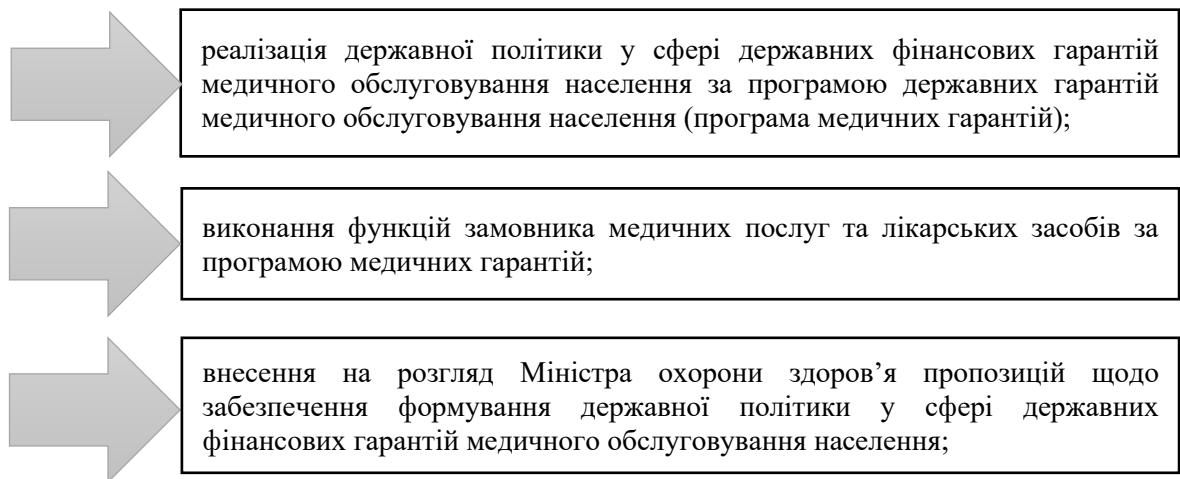 реалізація державної політики у сфері державних фінансових гарантій
медичного обслуговування населення за програмою державних гарантій
медичного обслуговування населення (програма медичних гарантій);
виконання функцій замовника медичних послуг та лікарських засобів за
програмою медичних гарантій;
внесення на розгляд Міністра охорони здоров’я пропозицій щодо
забезпечення формування державної політики у сфері державних
фінансових гарантій медичного обслуговування населення;